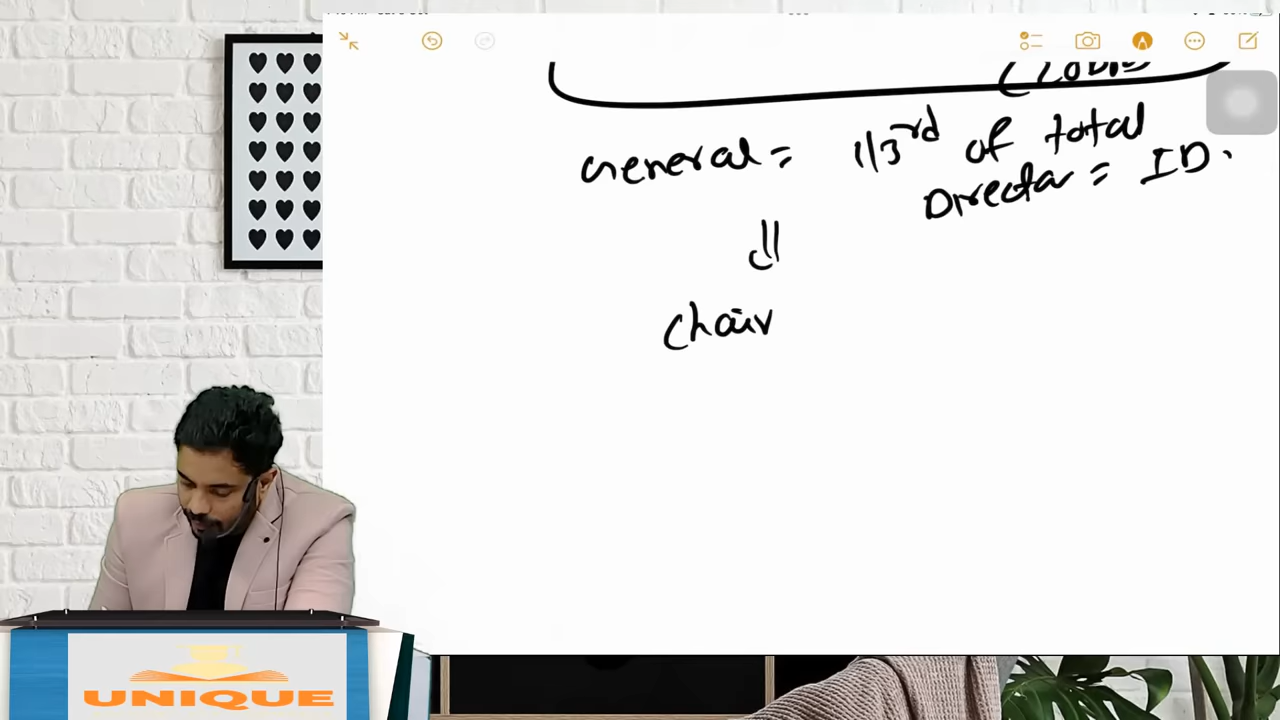 General = 1/3rd of total
Director = ID.
Chair
UNIQUE